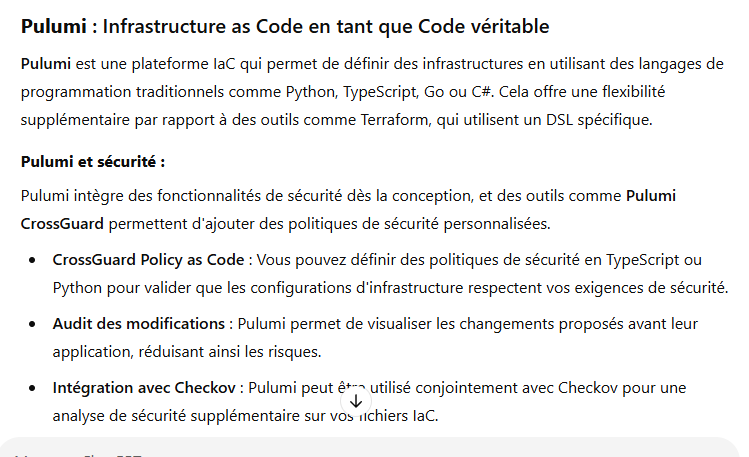 Pulumi : Infrastructure as Code en tant que Code véritable
Pulumi est une plateforme IaC qui permet de définir des infrastructures en utilisant des langages de
programmation traditionnels comme Python, TypeScript, Go ou C#. Cela offre une flexibilité
supplémentaire par rapport à des outils comme Terraform, qui utilisent un DSL spécifique.
Pulumi et sécurité :
Pulumi intègre des fonctionnalités de sécurité dès la conception, et des outils comme Pulumi
CrossGuard permettent d'ajouter des politiques de sécurité personnalisées.
• CrossGuard Policy as Code : Vous pouvez définir des politiques de sécurité en TypeScript ou
Python pour valider que les configurations d'infrastructure respectent vos exigences de sécurité.
• Audit des modifications : Pulumi permet de visualiser les changements proposés avant leur
application, réduisant ainsi les risques.
• Intégration avec Checkov : Pulumi peut être utilisé conjointement avec Checkov pour une
analyse de sécurité supplémentaire sur vos fichiers IaC.